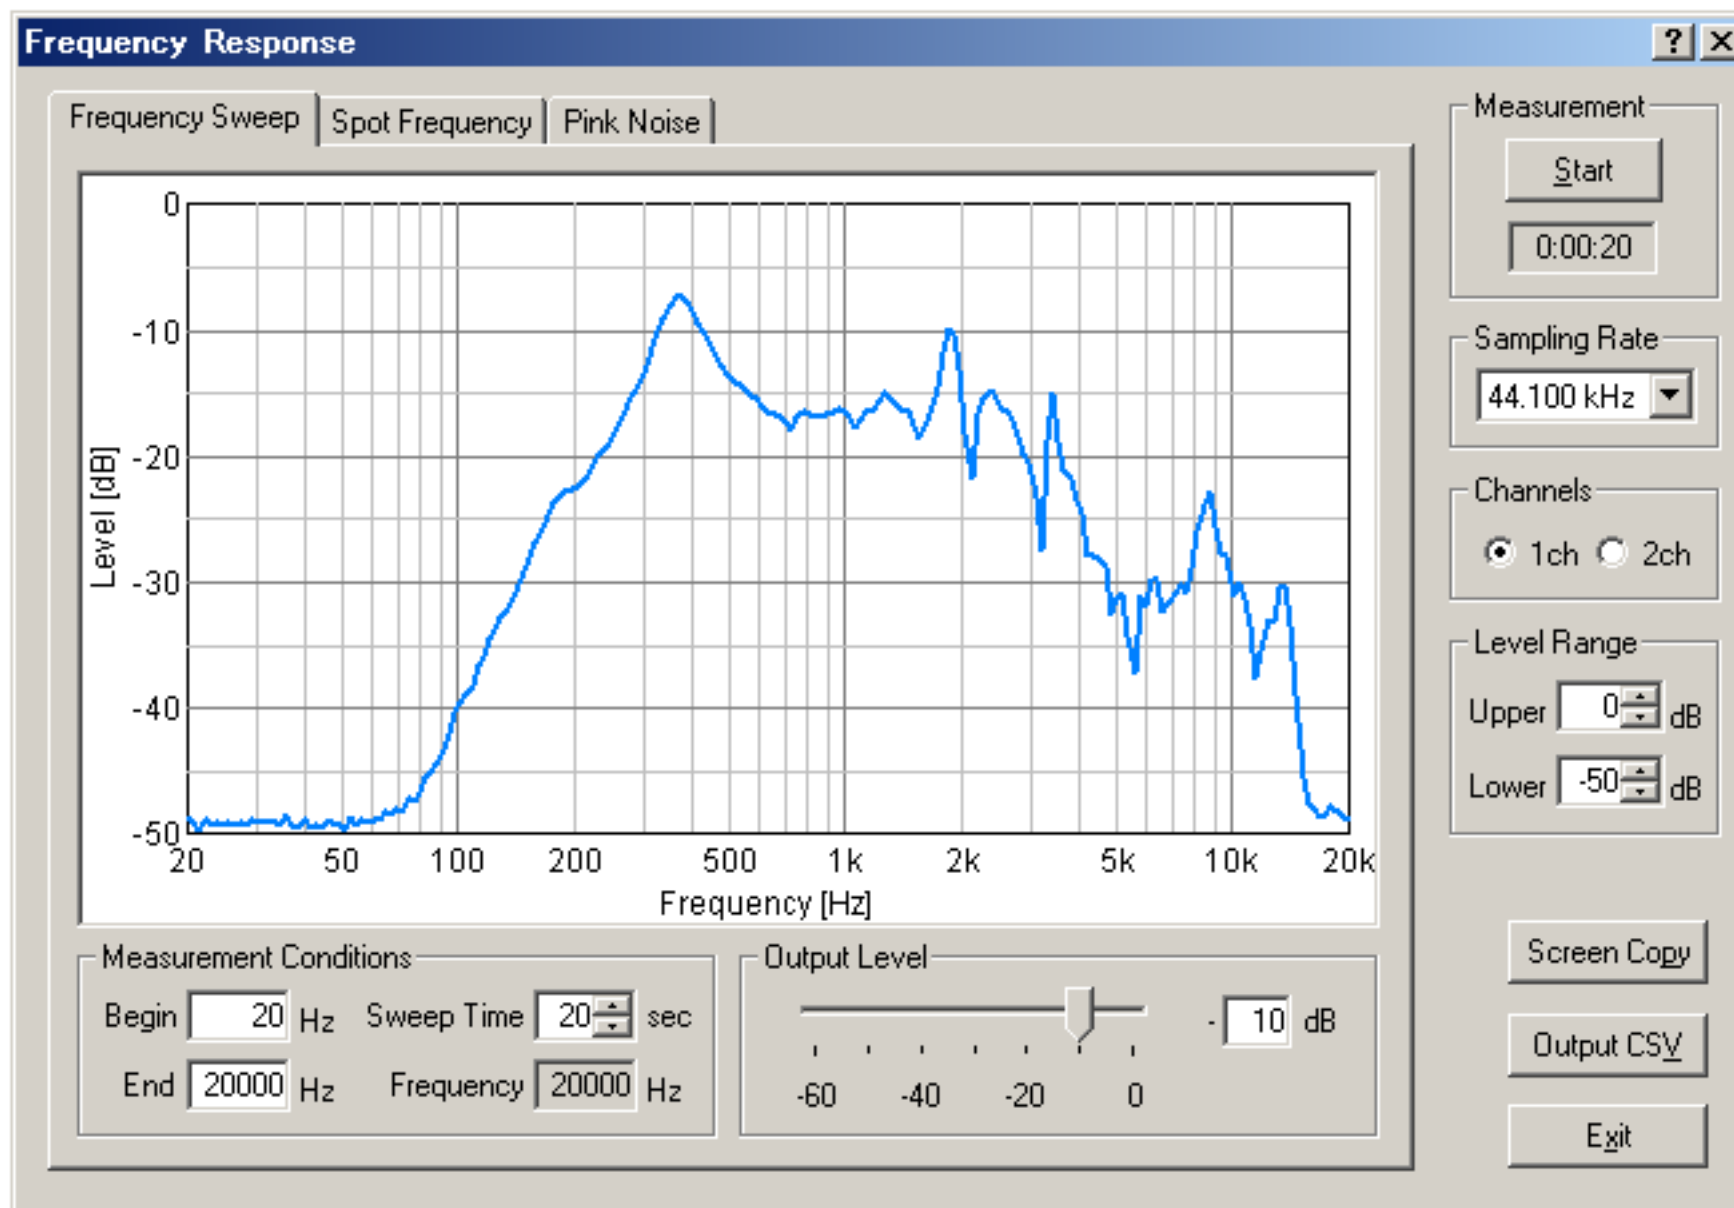 Frequency Response
Frequency Sweep
Spot Frequency
Pink Noise
0
-10
-20
-30
-40
-50
Level [dB]
20 50 100 200 500 1k 2k 5k 10k 20k
Frequency [Hz]
Measurement Conditions
Begin 20 Hz Sweep Time 20 sec
End 20000 Hz Frequency 20000 Hz
Output Level
- 10 dB
-60 -40 -20 0
Measurement
Start
0:00:20
Sampling Rate
44.100 kHz
Channels
1ch 2ch
Level Range
Upper 0 dB
Lower -50 dB
Screen Copy
Output CSV
Exit